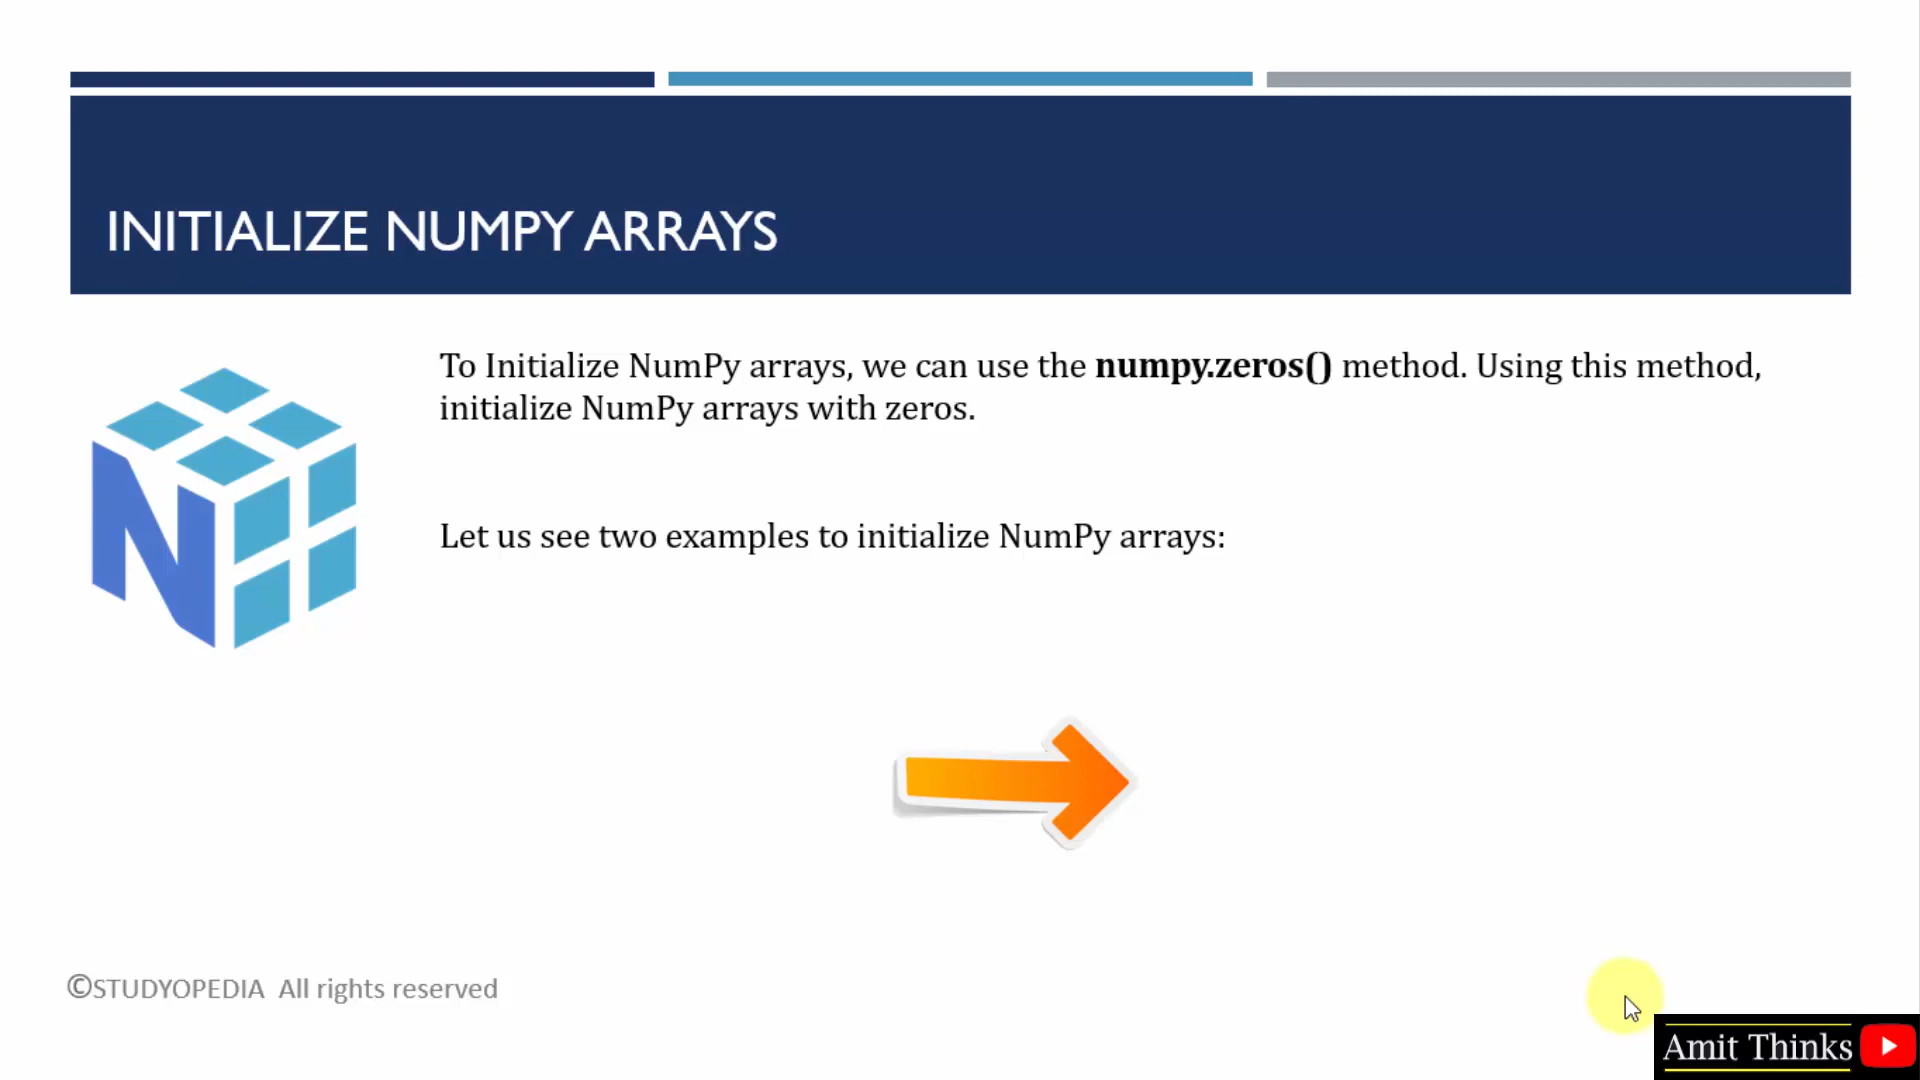 INITIALIZE NUMPY ARRAYS
To Initialize NumPy arrays, we can use the numpy.zeros() method. Using this method,
initialize NumPy arrays with zeros.
Let us see two examples to initialize NumPy arrays:
©STUDYOPEDIA All rights reserved
Amit Thinks